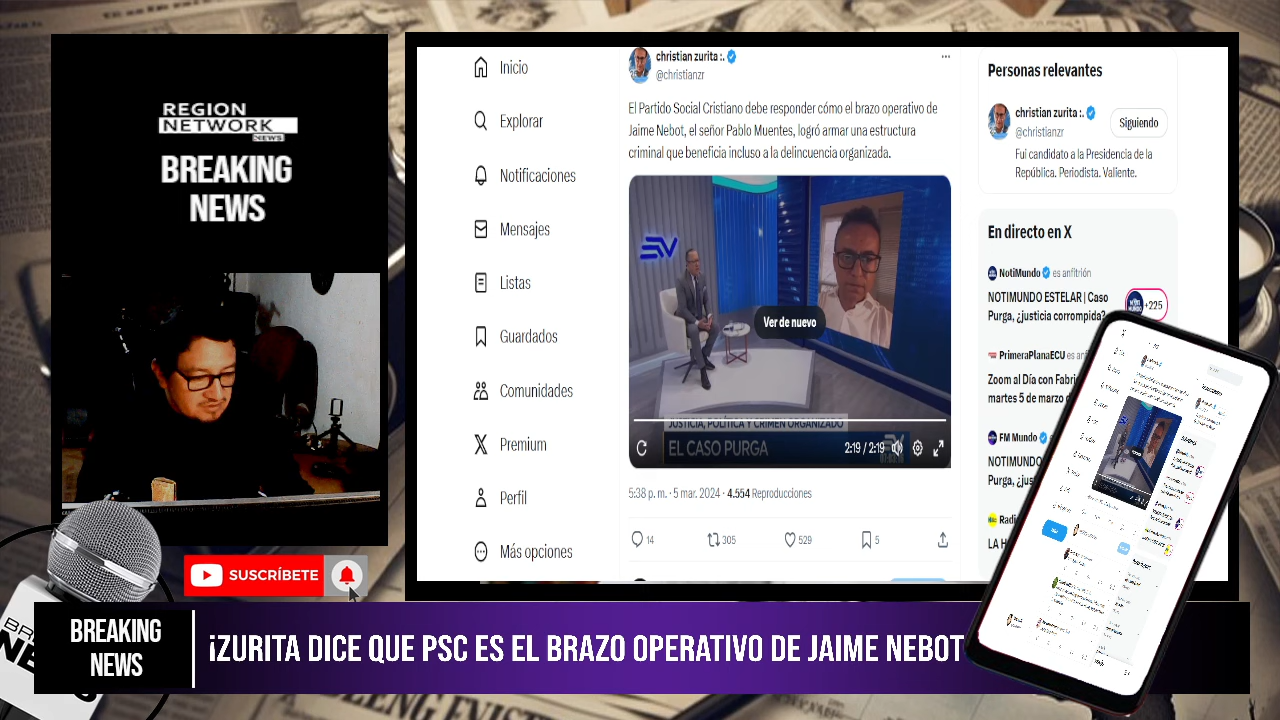 REGION
NETWORK
NEWS
BREAKING
NEWS
Inicio
Explorar
Notificaciones
Mensajes
Listas
Guardados
Comunidades
Premium
Perfil
Más opciones
christian zurita :.
@christianzr
El Partido Social Cristiano debe responder cómo el brazo operativo de
Jaime Nebot, el señor Pablo Muentes, logró armar una estructura
criminal que beneficia incluso a la delincuencia organizada.
Ver de nuevo
JUSTICIA, POLÍTICA Y CRIMEN ORGANIZADO
EL CASO PURGA
2:19 / 2:19
5:38 p. m. · 5 mar. 2024 · 4.554 Reproducciones
14 305 529 5
Personas relevantes
christian zurita :.
@christianzr
Siguiendo
Fui candidato a la Presidencia de la
República. Periodista. Valiente.
En directo en X
NotiMundo es anfitrión
NOTIMUNDO ESTELAR | Caso
Purga, ¿justicia corrompida?
+225
PrimeraPlanaECU es anf
Zoom al Día con Fabri
martes 5 de marzo d
FM Mundo
NOTIMUNDO
Purga, ¿jus
Radi
LA H
SUSCRÍBETE
BREAKING
NEWS
¡ZURITA DICE QUE PSC ES EL BRAZO OPERATIVO DE JAIME NEBOT